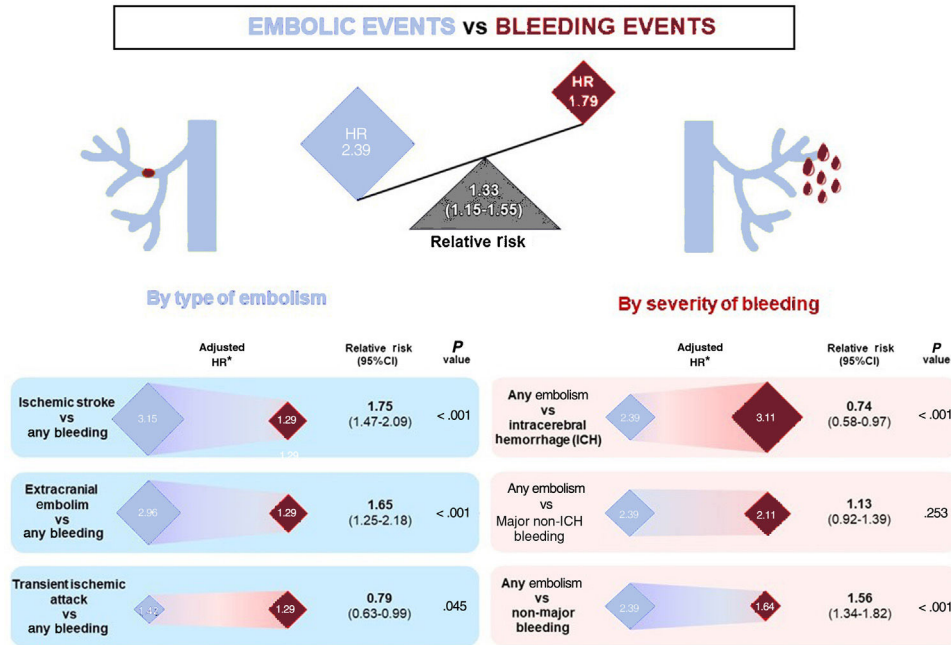 EMBOLIC EVENTS vs BLEEDING EVENTS
HR
2.39
HR
1.79
1.33
(1.15-1.55)
Relative risk
By type of embolism
Adjusted
HR*
Relative risk
(95%CI)
P
value
Ischemic stroke
vs
any bleeding
3.15
1.29
1.29
1.75
(1.47-2.09)
< .001
Extracranial
embolim
vs
any bleeding
2.96
1.29
1.65
(1.25-2.18)
< .001
Transient ischemic
attack
vs
any bleeding
1.29
0.79
(0.63-0.99)
.045
By severity of bleeding
Adjusted
HR*
Relative risk
(95%CI)
P
value
Any embolism
vs
intracerebral
hemorrhage (ICH)
2.39
3.11
0.74
(0.58-0.97)
< .001
Any embolism
vs
Major non-ICH
bleeding
2.39
2.11
1.13
(0.92-1.39)
.253
Any embolism
vs
non-major
bleeding
2.39
1.64
1.56
(1.34-1.82)
< .001